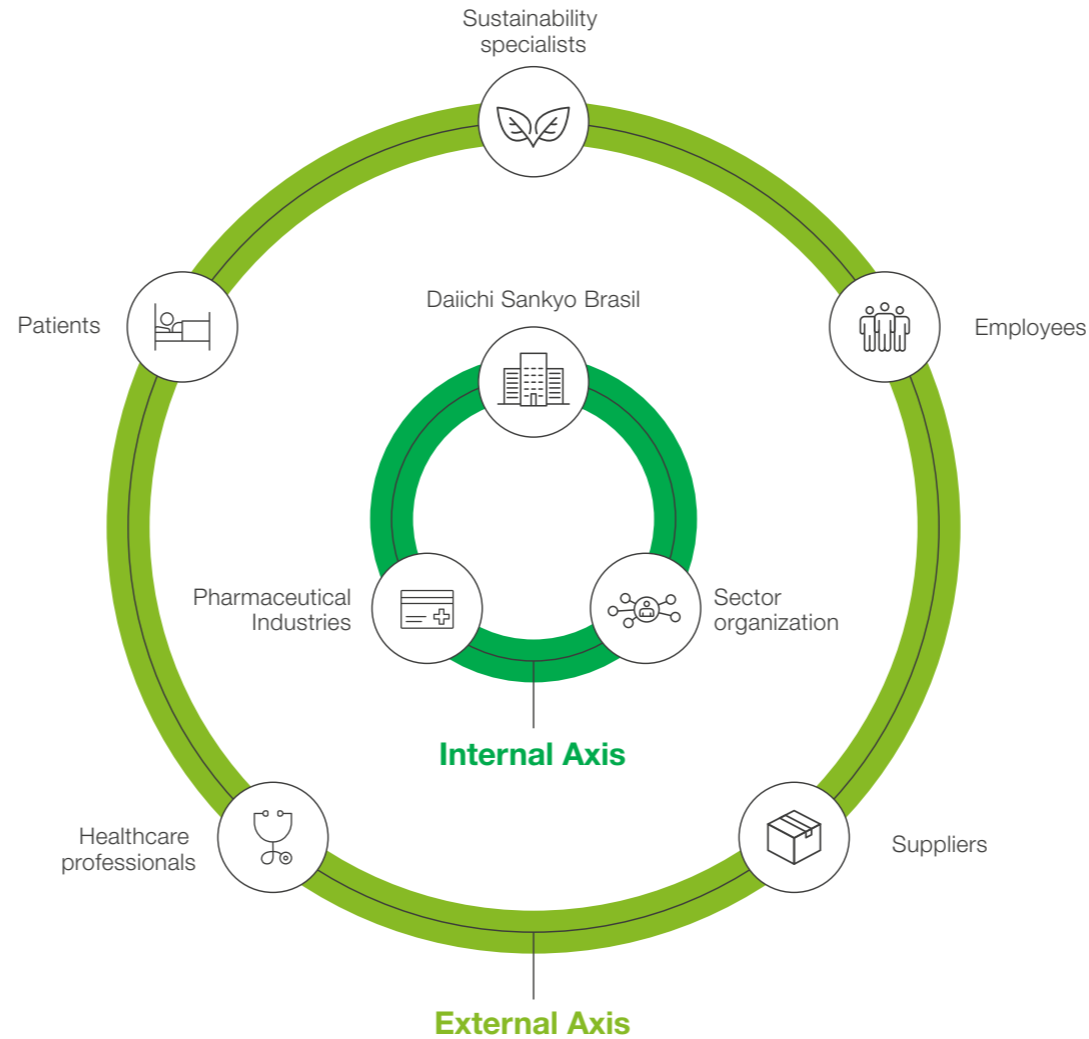 Sustainability
specialists
Patients
Daiichi Sankyo Brasil
Employees
Pharmaceutical
Industries
Sector
organization
Internal Axis
Healthcare
professionals
Suppliers
External Axis